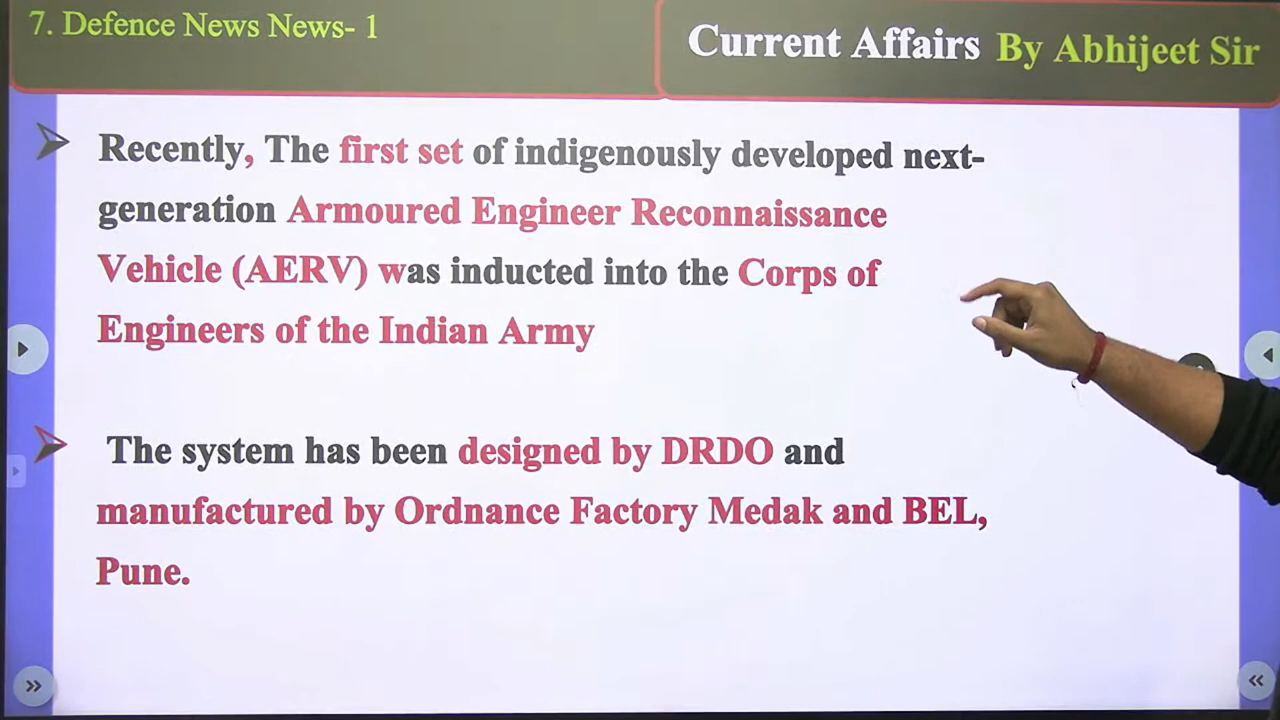 7. Defence News News- 1
Current Affairs By Abhijeet Sir
Recently, The first set of indigenously developed next-
generation Armoured Engineer Reconnaissance
Vehicle (AERV) was inducted into the Corps of
Engineers of the Indian Army
The system has been designed by DRDO and
manufactured by Ordnance Factory Medak and BEL,
Pune.